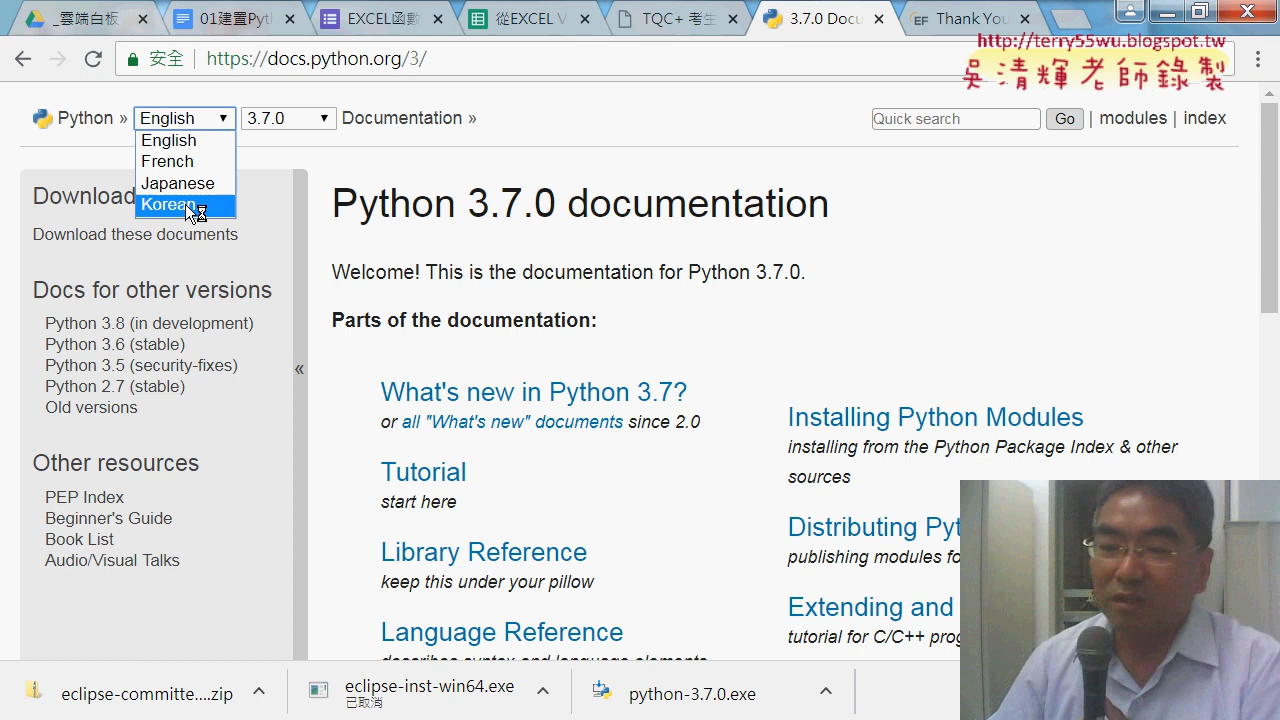 _雲端白板
01建置Pyth
EXCEL函數
從EXCEL V
TQC+ 考生
3.7.0 Docu
Thank You
http://terry55wu.blogspot.tw
吳清輝老師錄製
安全 https://docs.python.org/3/
Python » English 3.7.0 Documentation »
Quick search Go | modules | index
English
French
Japanese
Korean
Download
Download these documents
Docs for other versions
Python 3.8 (in development)
Python 3.6 (stable)
Python 3.5 (security-fixes)
Python 2.7 (stable)
Old versions
Other resources
PEP Index
Beginner's Guide
Book List
Audio/Visual Talks
«
Python 3.7.0 documentation
Welcome! This is the documentation for Python 3.7.0.
Parts of the documentation:
What's new in Python 3.7?
or all "What's new" documents since 2.0
Tutorial
start here
Library Reference
keep this under your pillow
Language Reference
describes syntax and language elements
Installing Python Modules
installing from the Python Package Index & other
sources
Distributing Pyt
publishing modules fo
Extending and
tutorial for C/C++ prog
eclipse-committe....zip
eclipse-inst-win64.exe
已取消
python-3.7.0.exe